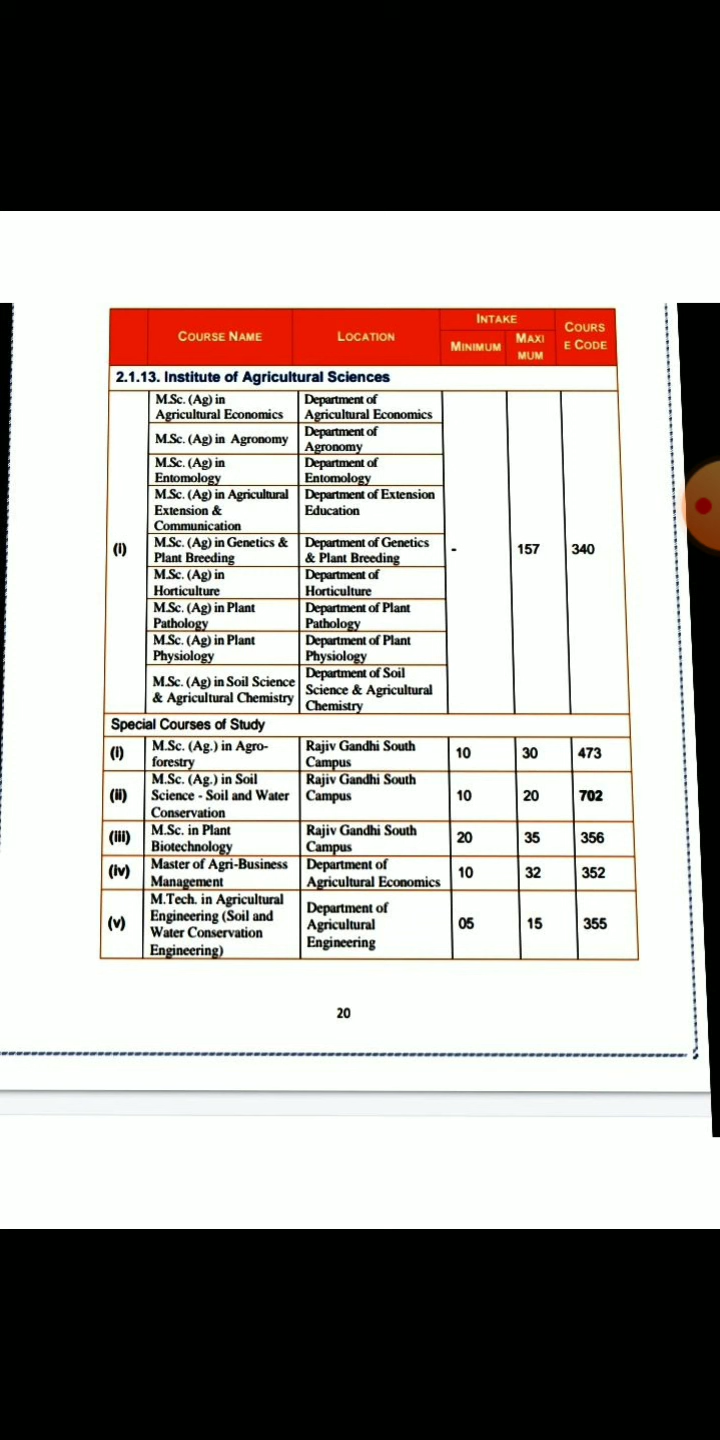 COURSE NAME
LOCATION
INTAKE
MINIMUM
MAXI
MUM
COURS
E CODE
2.1.13. Institute of Agricultural Sciences
(i)
M.Sc. (Ag) in
Agricultural Economics
Department of
Agricultural Economics
M.Sc. (Ag) in Agronomy
Department of
Agronomy
M.Sc. (Ag) in
Entomology
Department of
Entomology
M.Sc. (Ag) in Agricultural
Extension &
Communication
Department of Extension
Education
M.Sc. (Ag) in Genetics &
Plant Breeding
Department of Genetics
& Plant Breeding
M.Sc. (Ag) in
Horticulture
Department of
Horticulture
M.Sc. (Ag) in Plant
Pathology
Department of Plant
Pathology
M.Sc. (Ag) in Plant
Physiology
Department of Plant
Physiology
M.Sc. (Ag) in Soil Science
& Agricultural Chemistry
Department of Soil
Science & Agricultural
Chemistry
-
157
340
Special Courses of Study
(i)
M.Sc. (Ag.) in Agro-
forestry
Rajiv Gandhi South
Campus
10
30
473
(ii)
M.Sc. (Ag.) in Soil
Science - Soil and Water
Conservation
Rajiv Gandhi South
Campus
10
20
702
(iii)
M.Sc. in Plant
Biotechnology
Rajiv Gandhi South
Campus
20
35
356
(iv)
Master of Agri-Business
Management
Department of
Agricultural Economics
10
32
352
(v)
M.Tech. in Agricultural
Engineering (Soil and
Water Conservation
Engineering)
Department of
Agricultural
Engineering
05
15
355
20